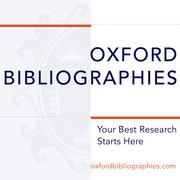 OXFORD
BIBLIOGRAPHIES
Your Best Research
Starts Here
oxfordbibliographies.com